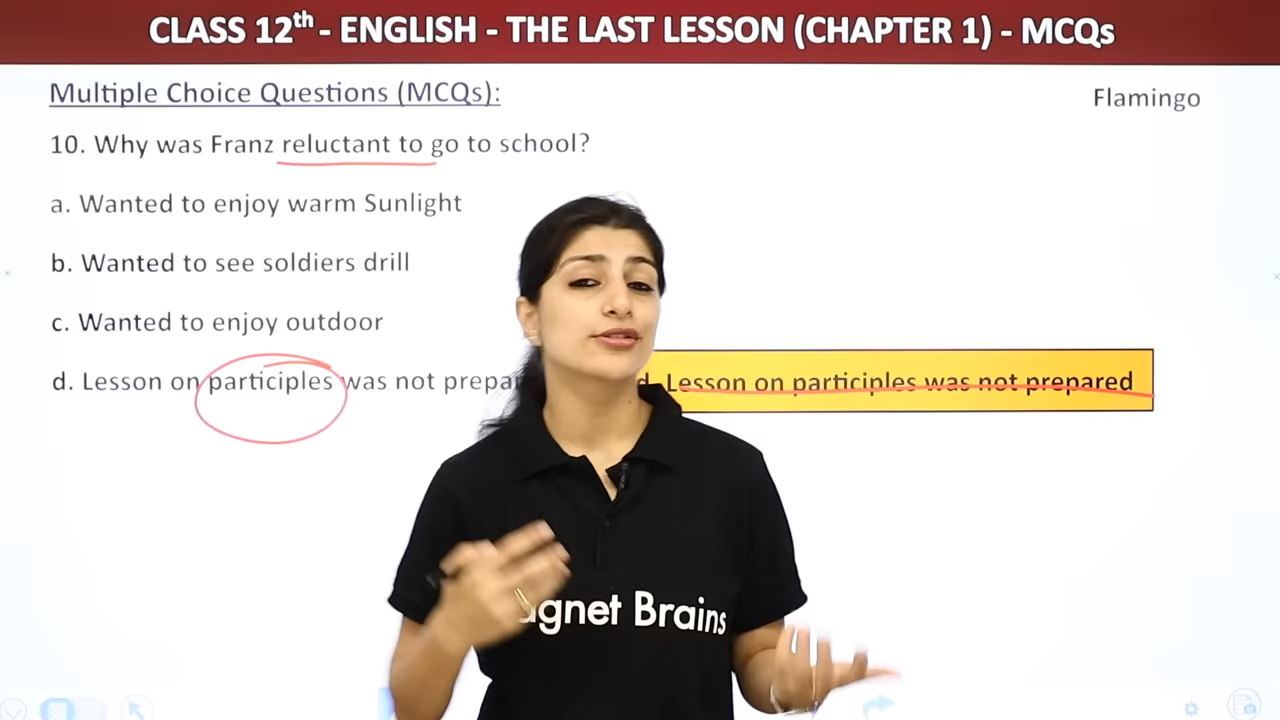 CLASS 12th - ENGLISH - THE LAST LESSON (CHAPTER 1) - MCQs
Multiple Choice Questions (MCQs):
Flamingo
10. Why was Franz reluctant to go to school?
a. Wanted to enjoy warm Sunlight
b. Wanted to see soldiers drill
c. Wanted to enjoy outdoor
d. Lesson on participles was not prepa
d. Lesson on participles was not prepared
gnet Brains